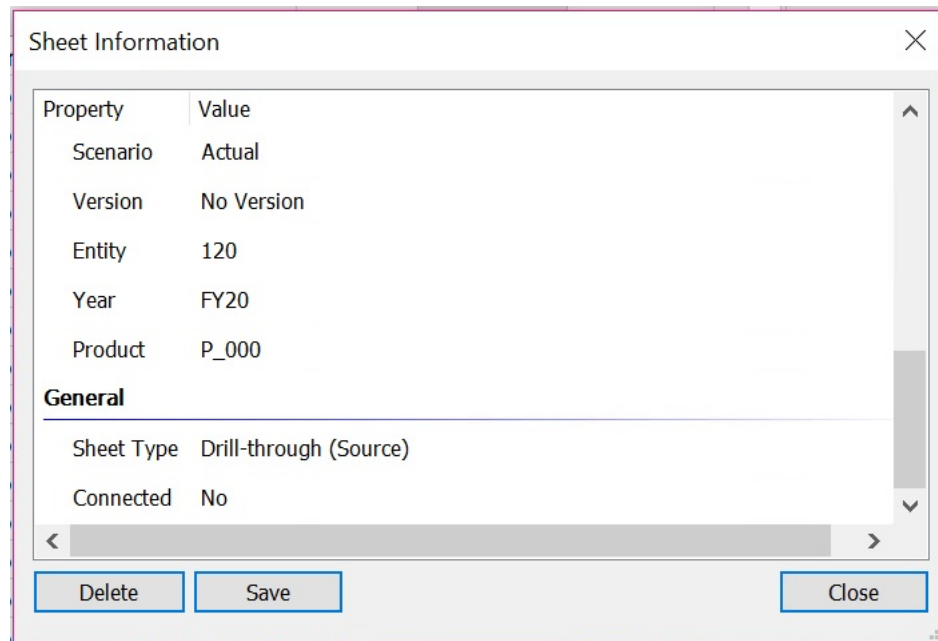 Sheet Information
Property Value
Scenario Actual
Version No Version
Entity 120
Year FY20
Product P_000
General
Sheet Type Drill-through (Source)
Connected No
Delete Save Close